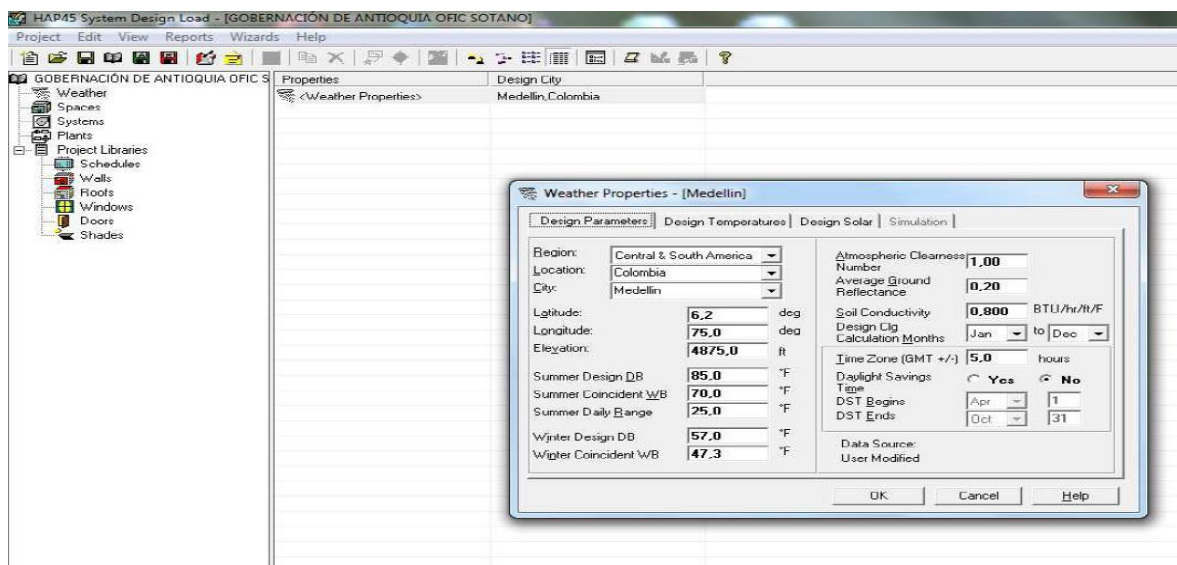 HAP45 System Design Load - [GOBERNACIÓN DE ANTIOQUIA OFIC SOTANO]
Project Edit View Reports Wizards Help
GOBERNACIÓN DE ANTIOQUIA OFIC S
Weather
Spaces
Systems
Plants
Project Libraries
Schedules
Walls
Roofs
Windows
Doors
Shades
Properties Design City
<Weather Properties> Medellin,Colombia
Weather Properties - [Medellin]
Design Parameters Design Temperatures Design Solar Simulation
Region: Central & South America
Location: Colombia
City: Medellin
Latitude: 6,2 deg
Longitude: 75,0 deg
Elevation: 4875,0 ft
Summer Design DB 85,0 °F
Summer Coincident WB 70,0 °F
Summer Daily Range 25,0 °F
Winter Design DB 57,0 °F
Winter Coincident WB 47,3 °F
Atmospheric Clearness
Number 1,00
Average Ground
Reflectance 0,20
Soil Conductivity 0,800 BTU/hr/ft/F
Design Clg
Calculation Months Jan to Dec
Time Zone (GMT +/-) 5,0 hours
Daylight Savings
Time Yes No
DST Begins Apr 1
DST Ends Oct 31
Data Source:
User Modified
OK Cancel Help